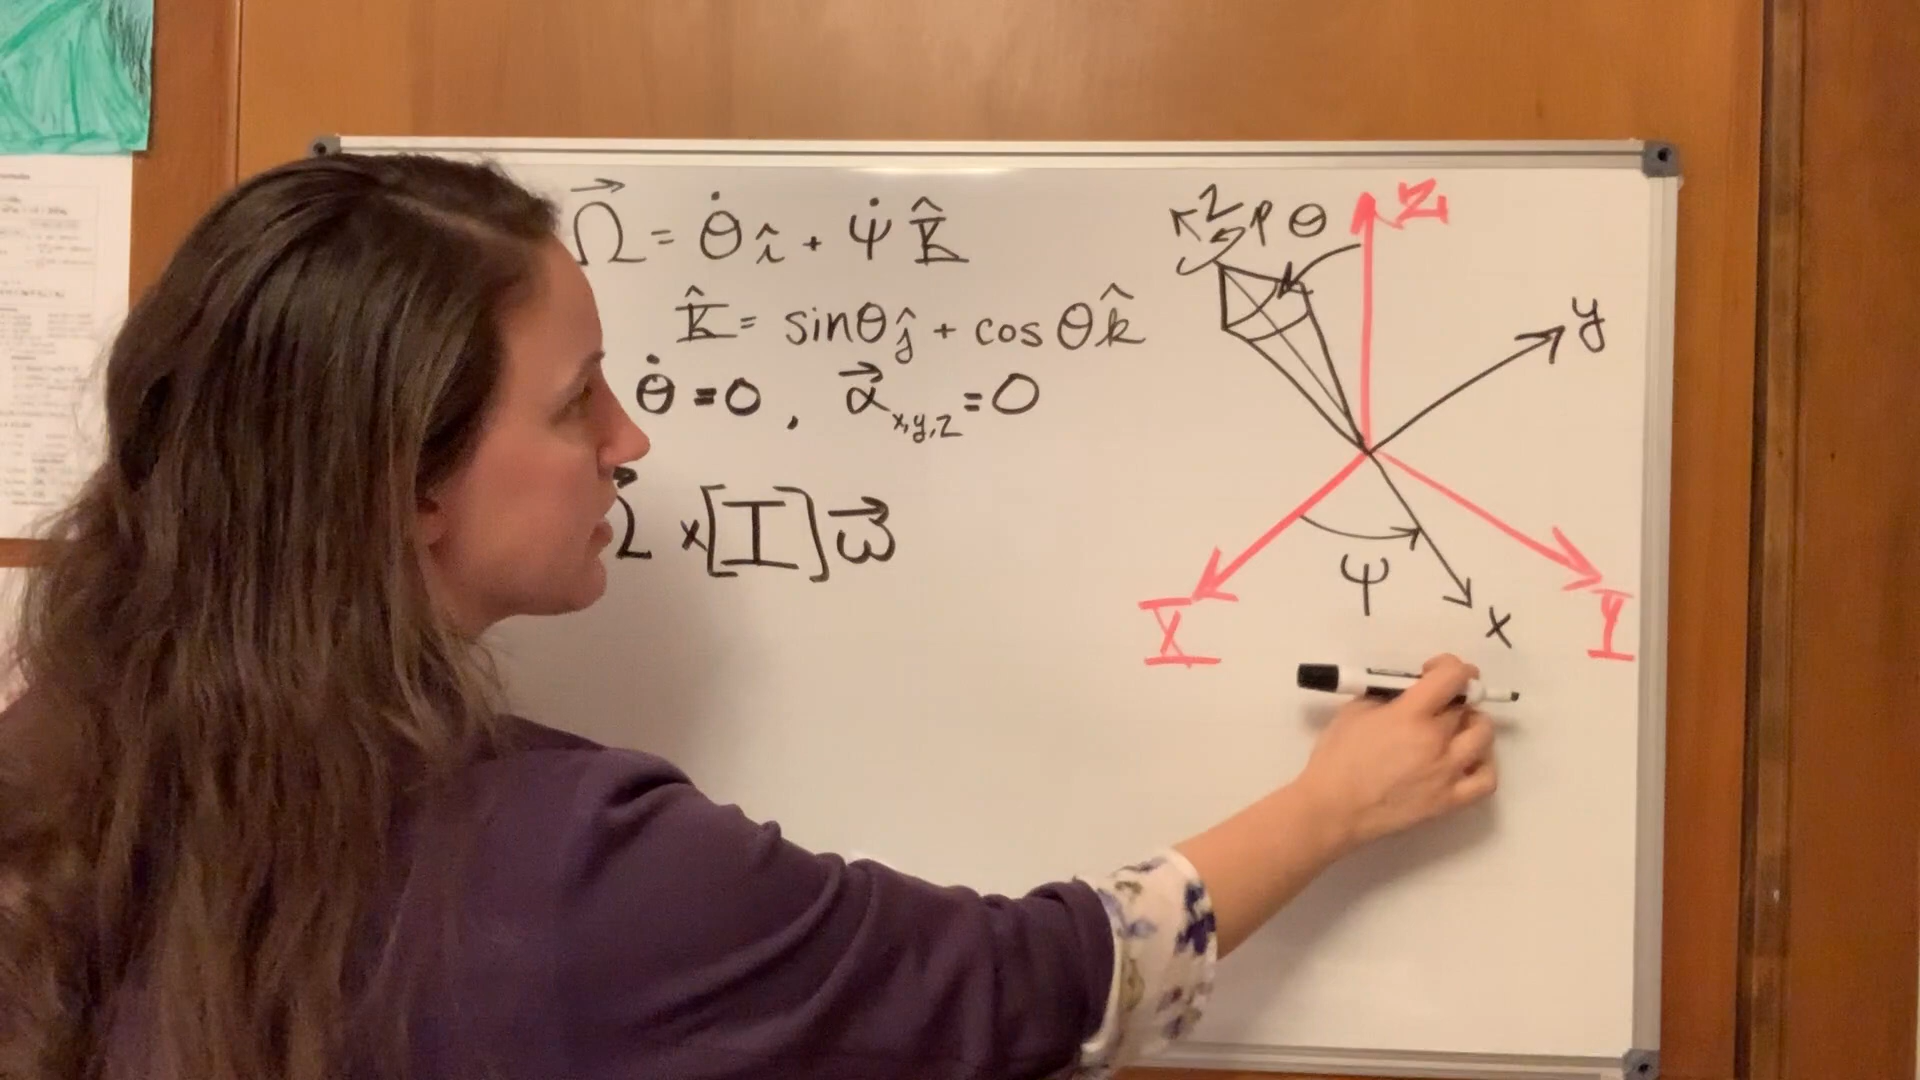 Ω⃗ = θ̇ î + ψ̇ K̂
K̂ = sinθ ĵ + cosθ k̂
θ̇ = 0, α⃗x,y,z = 0
Ω⃗ × [I] ω⃗
z
p θ
Z
y
ψ
x
X
Y